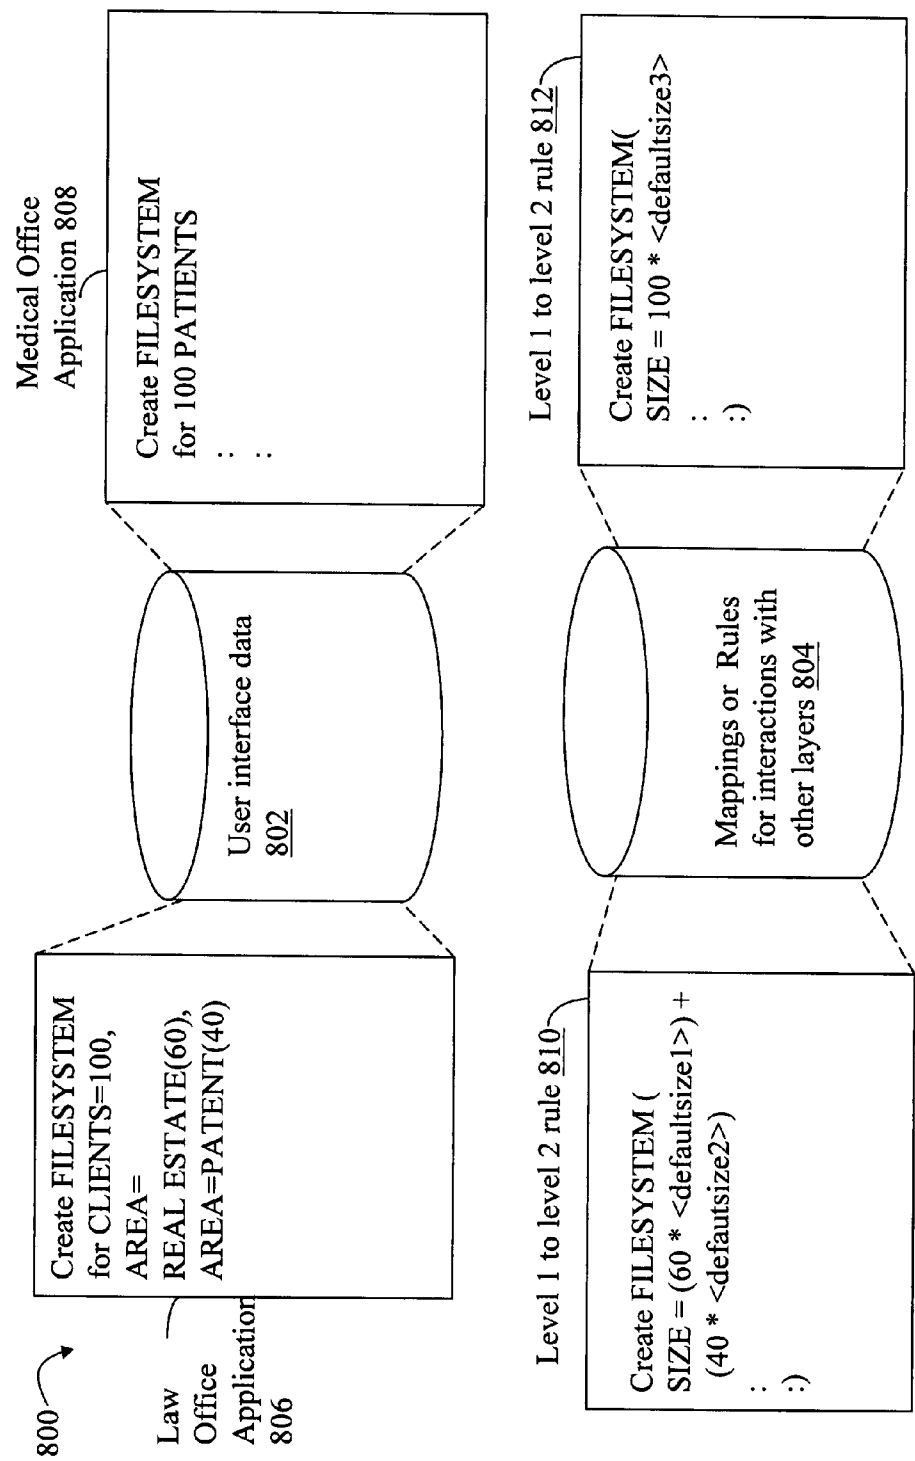 800
Law
Office
Application
806
Create FILESYSTEM
for CLIENTS=100,
AREA=
REAL ESTATE(60),
AREA=PATENT(40)
User interface data
802
Medical Office
Application 808
Create FILESYSTEM
for 100 PATIENTS
:
:
Level 1 to level 2 rule 810
Create FILESYSTEM (
SIZE = (60 * <defaultsize1>) +
(40 * <defautsize2>)
:
:)
Mappings or Rules
for interactions with
other layers 804
Level 1 to level 2 rule 812
Create FILESYSTEM(
SIZE = 100 * <defaultsize3>
:
:)